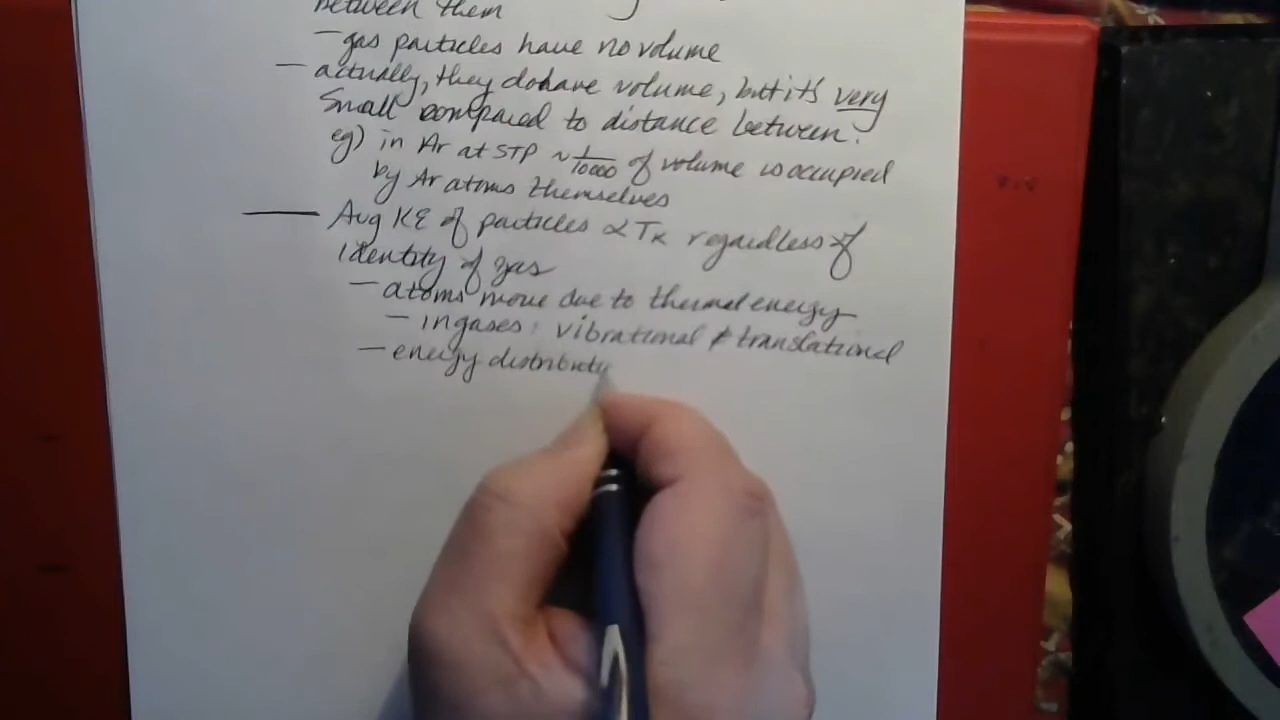 between them
- gas particles have no volume
- actually, they do have volume, but it's very
small compared to distance between.
eg) in Ar at STP ~ 1/1000 of volume is occupied
by Ar atoms themselves
- Avg KE of particles ∝ TK regardless of
identity of gas
- atoms move due to thermal energy
- in gases: vibrational & translational
- energy distributi